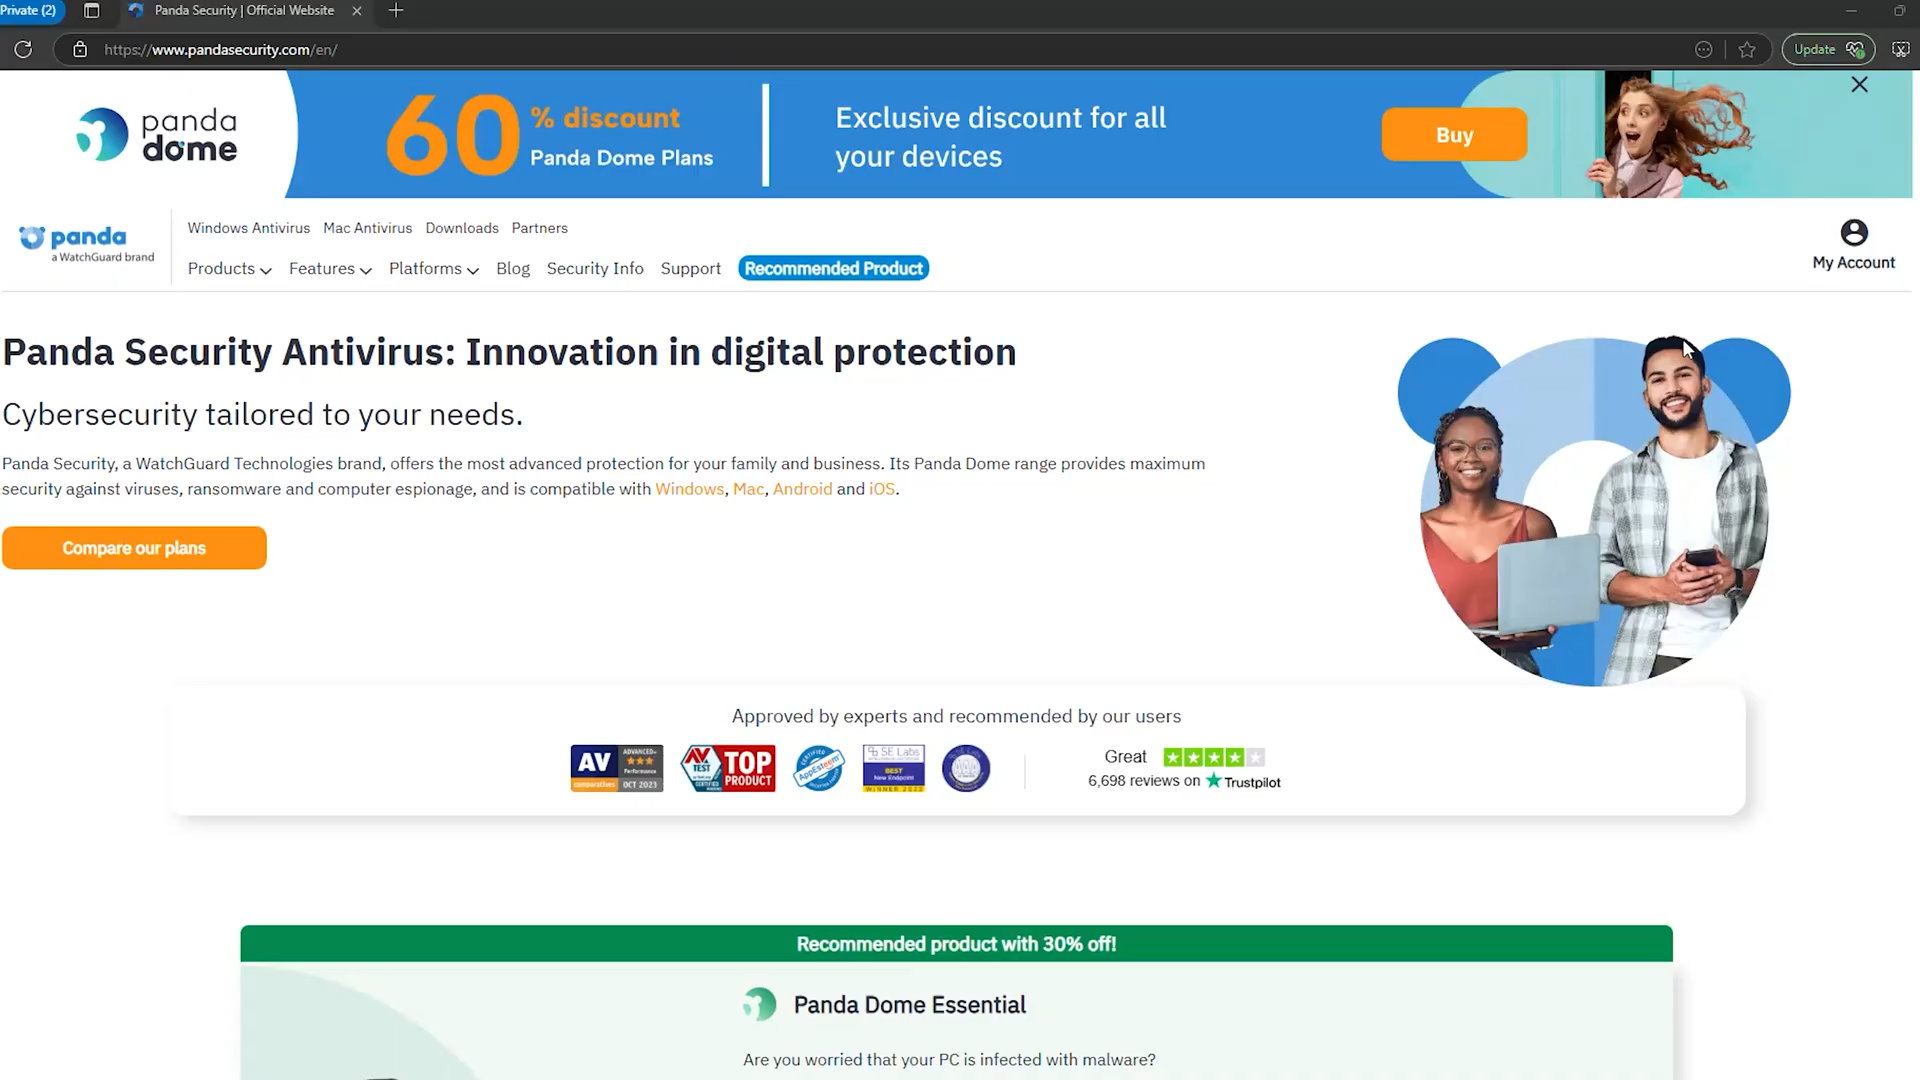 Private (2)
Panda Security | Official Website
https://www.pandasecurity.com/en/
Update
panda
dome
60 % discount
Panda Dome Plans
Exclusive discount for all
your devices
Buy
panda
a WatchGuard brand
Windows Antivirus Mac Antivirus Downloads Partners
Products Features Platforms Blog Security Info Support Recommended Product
My Account
Panda Security Antivirus: Innovation in digital protection
Cybersecurity tailored to your needs.
Panda Security, a WatchGuard Technologies brand, offers the most advanced protection for your family and business. Its Panda Dome range provides maximum
security against viruses, ransomware and computer espionage, and is compatible with Windows, Mac, Android and iOS.
Compare our plans
Approved by experts and recommended by our users
AV
comparatives
ADVANCED+
Performance
OCT 2023
AV
TEST
TOP
PRODUCT
CERTIFIED
AppEsteem
SE Labs
BEST
New Endpoint
WINNER 2023
Great
6,698 reviews on Trustpilot
Recommended product with 30% off!
Panda Dome Essential
Are you worried that your PC is infected with malware?